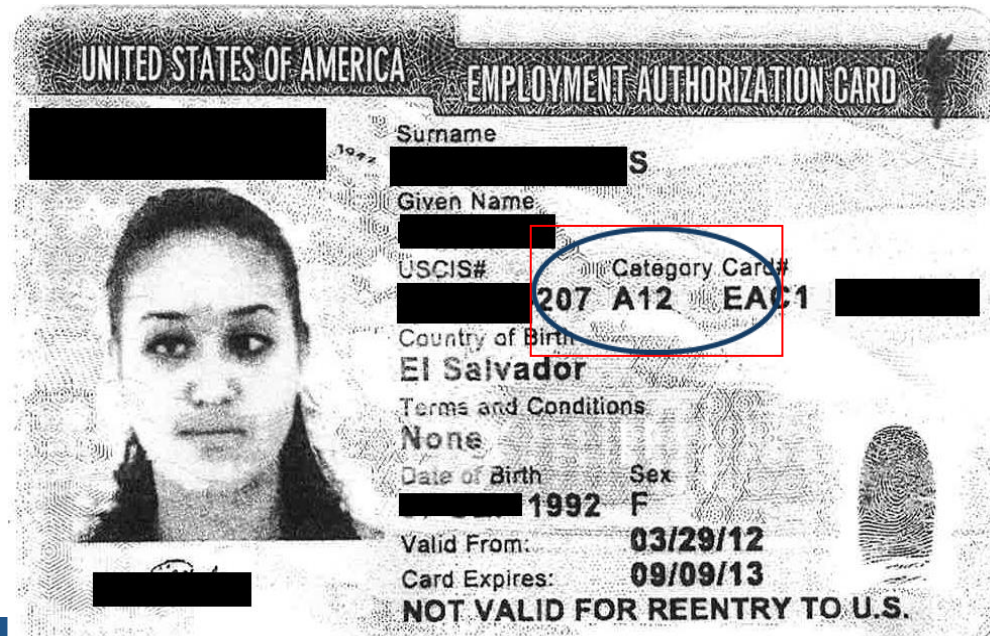 UNITED STATES OF AMERICA
EMPLOYMENT AUTHORIZATION CARD
Surname
S
Given Name
USCIS# Category Card#
207 A12 EAC1
Country of Birth
El Salvador
Terms and Conditions
None
Date of Birth Sex
1992 F
Valid From: 03/29/12
Card Expires: 09/09/13
NOT VALID FOR REENTRY TO U.S.